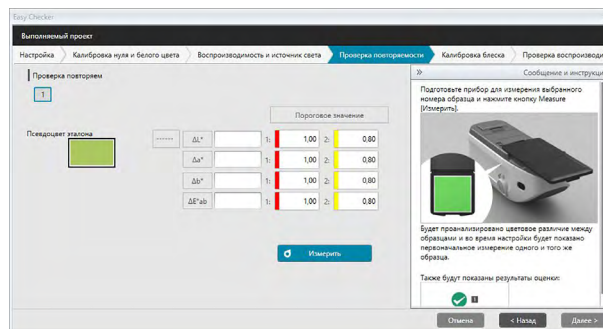 Easy Checker
Выполняемый проект
Настройка
Калибровка нуля и белого цвета
Воспроизводимость и источник света
Проверка повторяемости
Калибровка блеска
Проверка воспроизводи
Проверка повторяем
1
Пороговое значение
Псевдоцвет эталона
------ ΔL* 1: 1,00 2: 0,80
Δa* 1: 1,00 2: 0,80
Δb* 1: 1,00 2: 0,80
ΔE*ab 1: 1,00 2: 0,80
Измерить
» Сообщение и инструкци
Подготовьте прибор для измерения выбранного
номера образца и нажмите кнопку Measure
[Измерить].
Будет проанализировано цветовое различие между
образцами и во время настройки будет показано
первоначальное измерение одного и того же
образца.
Также будут показаны результаты оценки:
1
Отмена
< Назад
Далее >